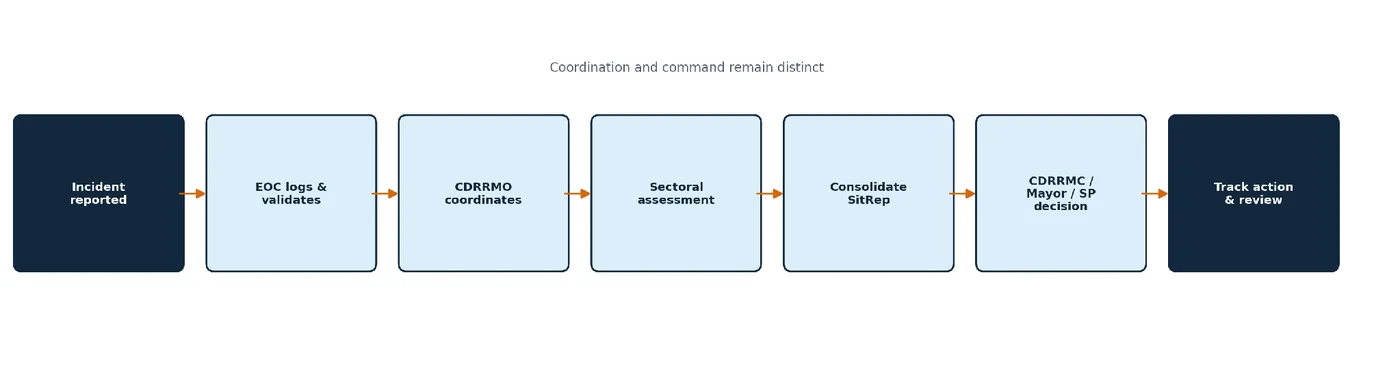 Coordination and command remain distinct
Incident
reported
EOC logs &
validates
CDRRMO
coordinates
Sectoral
assessment
Consolidate
SitRep
CDRRMC /
Mayor / SP
decision
Track action
& review